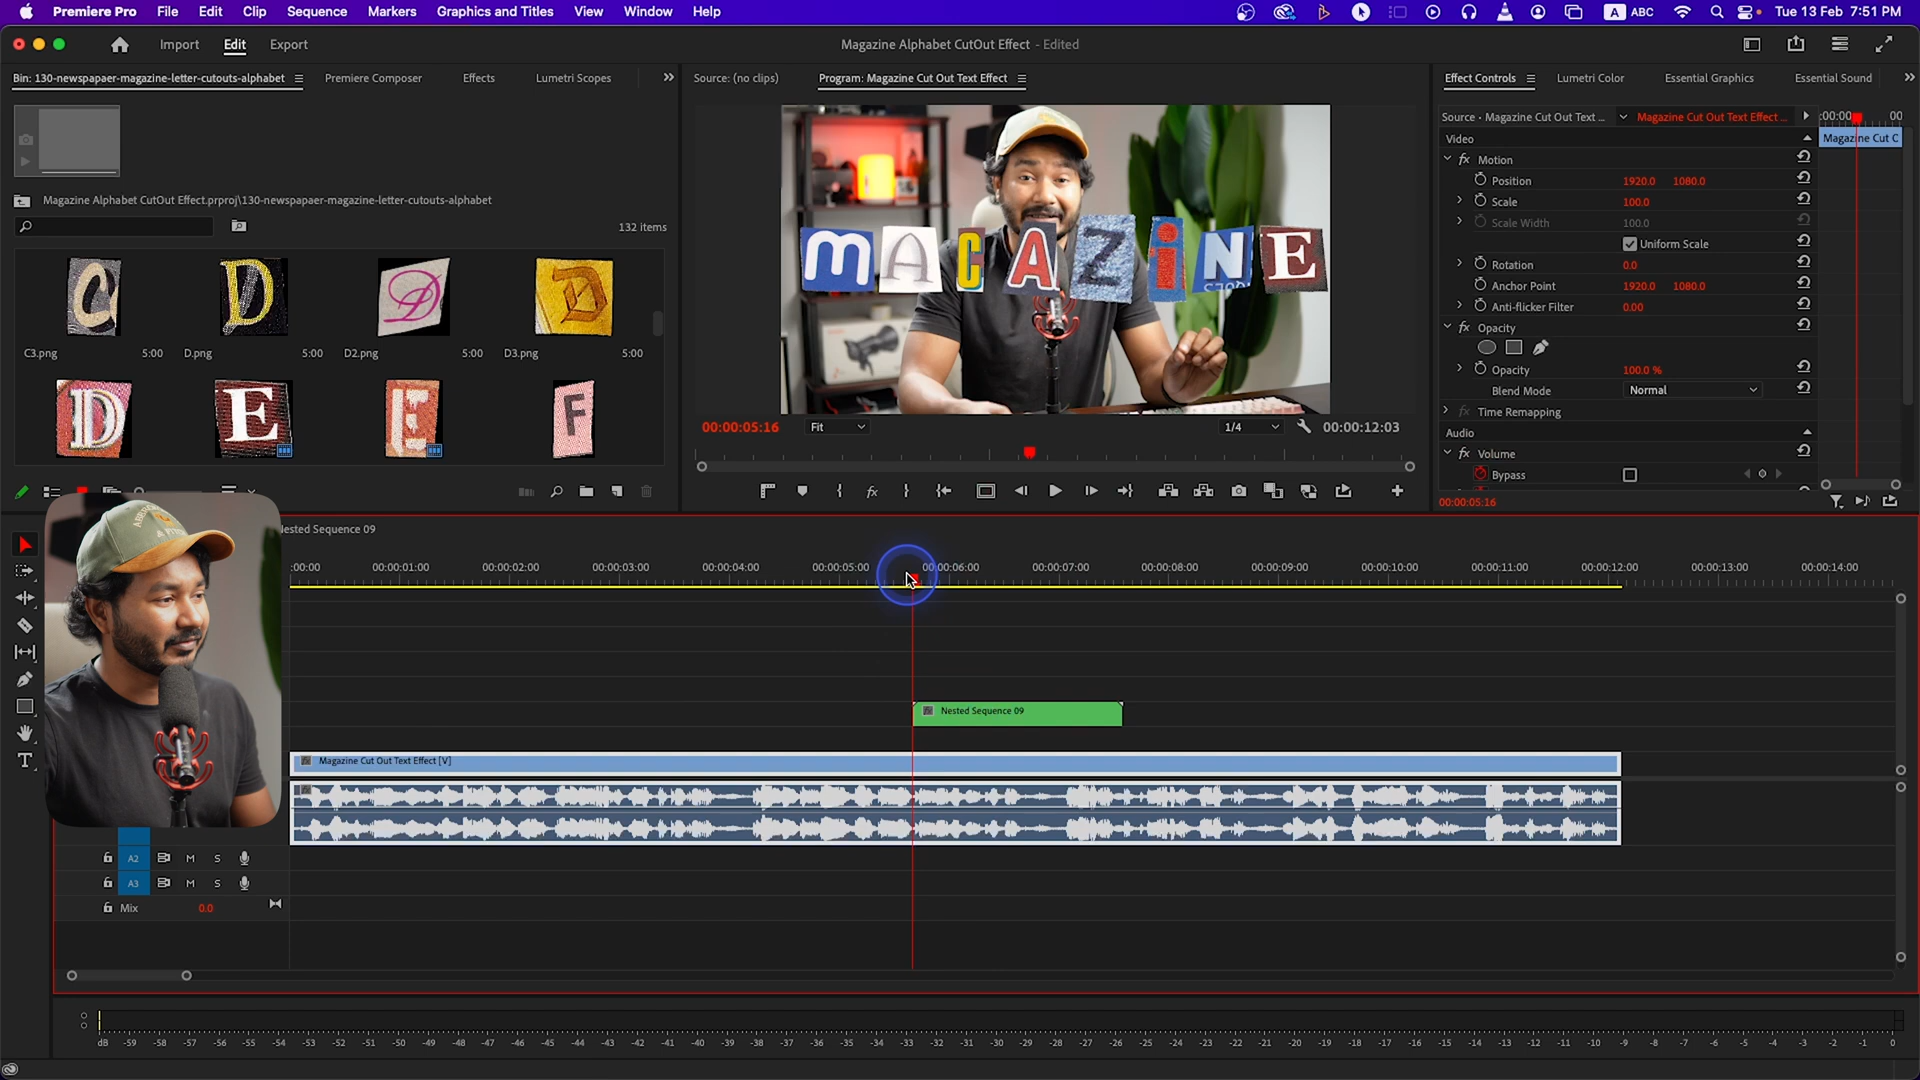 Premiere Pro File Edit Clip Sequence Markers Graphics and Titles View Window Help A ABC Tue 13 Feb 7:51 PM
Import Edit Export Magazine Alphabet CutOut Effect - Edited
Bin: 130-newspapaer-magazine-letter-cutouts-alphabet Premiere Composer Effects Lumetri Scopes Source: (no clips) Program: Magazine Cut Out Text Effect Effect Controls Lumetri Color Essential Graphics Essential Sound
Source • Magazine Cut Out Text ... Magazine Cut Out Text Effect ... :00:00 00
Video Magazine Cut C
fx Motion
Position 1920.0 1080.0
Magazine Alphabet CutOut Effect.prproj\130-newspapaer-magazine-letter-cutouts-alphabet Scale 100.0
132 items Scale Width 100.0
Uniform Scale
MACAZiNE
Rotation 0.0
Anchor Point 1920.0 1080.0
Anti-flicker Filter 0.00
C D D D
fx Opacity
C3.png 5:00 D.png 5:00 D2.png 5:00 D3.png 5:00
Opacity 100.0 %
Blend Mode Normal
D E E F
fx Time Remapping
00:00:05:16 Fit 1/4 00:00:12:03
Audio
fx Volume
Bypass
00:00:05:16
Nested Sequence 09
:00:00 00:00:01:00 00:00:02:00 00:00:03:00 00:00:04:00 00:00:05:00 00:00:06:00 00:00:07:00 00:00:08:00 00:00:09:00 00:00:10:00 00:00:11:00 00:00:12:00 00:00:13:00 00:00:14:00
fx Nested Sequence 09
T fx Magazine Cut Out Text Effect [V]
A2 M S
A3 M S
Mix 0.0
dB -59 -57 -56 -55 -54 -53 -52 -51 -50 -49 -48 -47 -46 -45 -44 -43 -42 -41 -40 -39 -38 -37 -36 -35 -34 -33 -32 -31 -30 -29 -28 -27 -26 -25 -24 -23 -22 -21 -20 -19 -18 -17 -16 -15 -14 -13 -12 -11 -10 -9 -8 -7 -6 -5 -4 -3 -2 -1 0